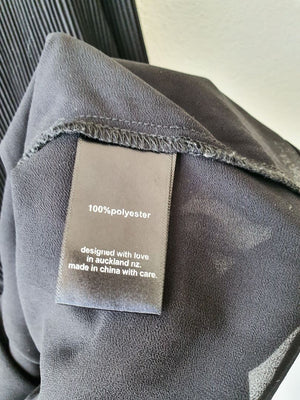 100%polyester
designed with love
in auckland nz.
made in china with care.